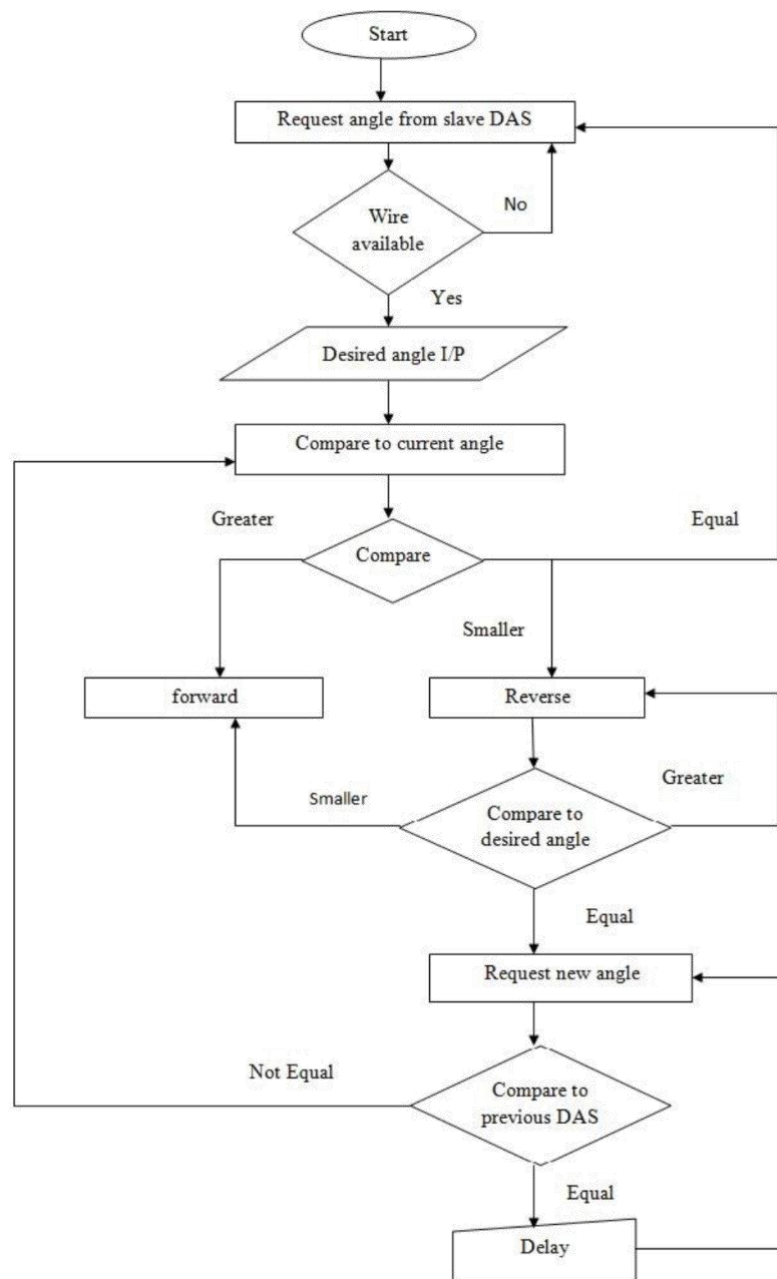 Start
Request angle from slave DAS
No
Wire
available
Yes
Desired angle I/P
Compare to current angle
Greater
Equal
Compare
Smaller
forward
Reverse
Smaller
Greater
Compare to
desired angle
Equal
Request new angle
Not Equal
Compare to
previous DAS
Equal
Delay